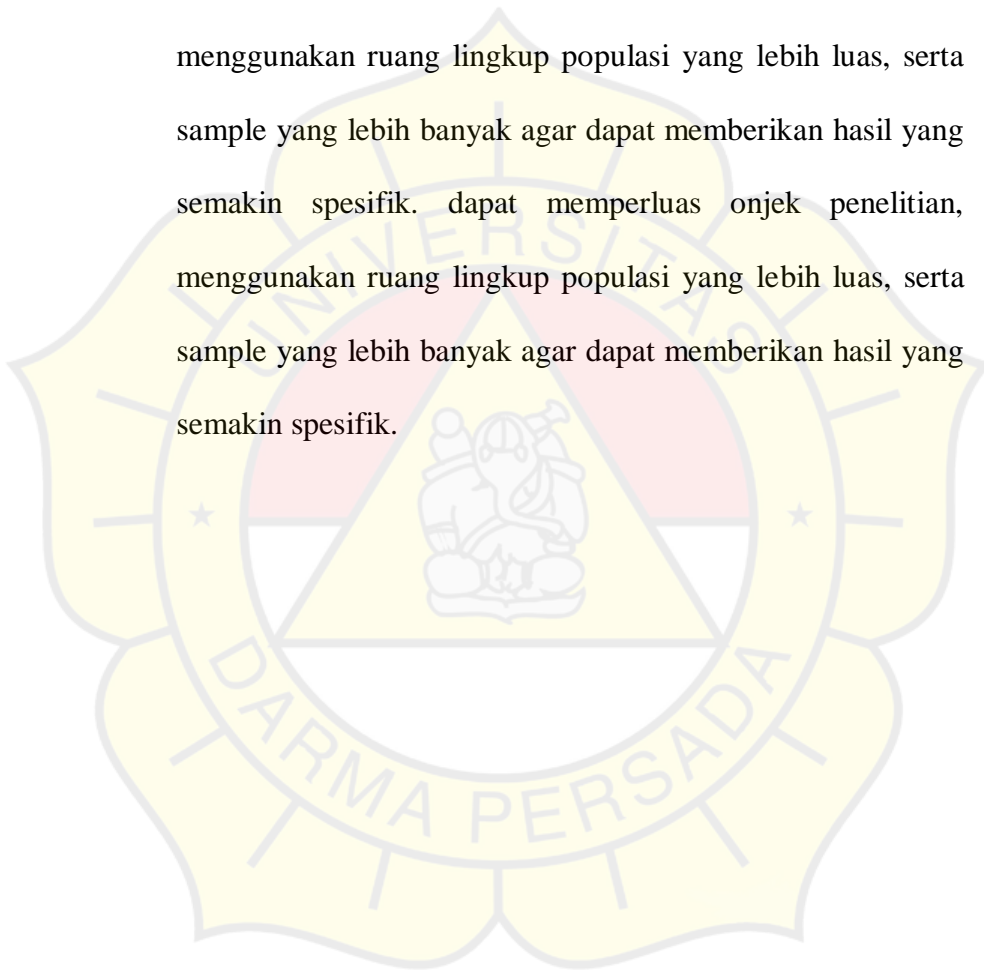 menggunakan ruang lingkup populasi yang lebih luas, serta
sample yang lebih banyak agar dapat memberikan hasil yang
semakin spesifik. dapat memperluas onjek penelitian,
menggunakan ruang lingkup populasi yang lebih luas, serta
sample yang lebih banyak agar dapat memberikan hasil yang
semakin spesifik.
UNIVERSITAS
DARMA PERSADA